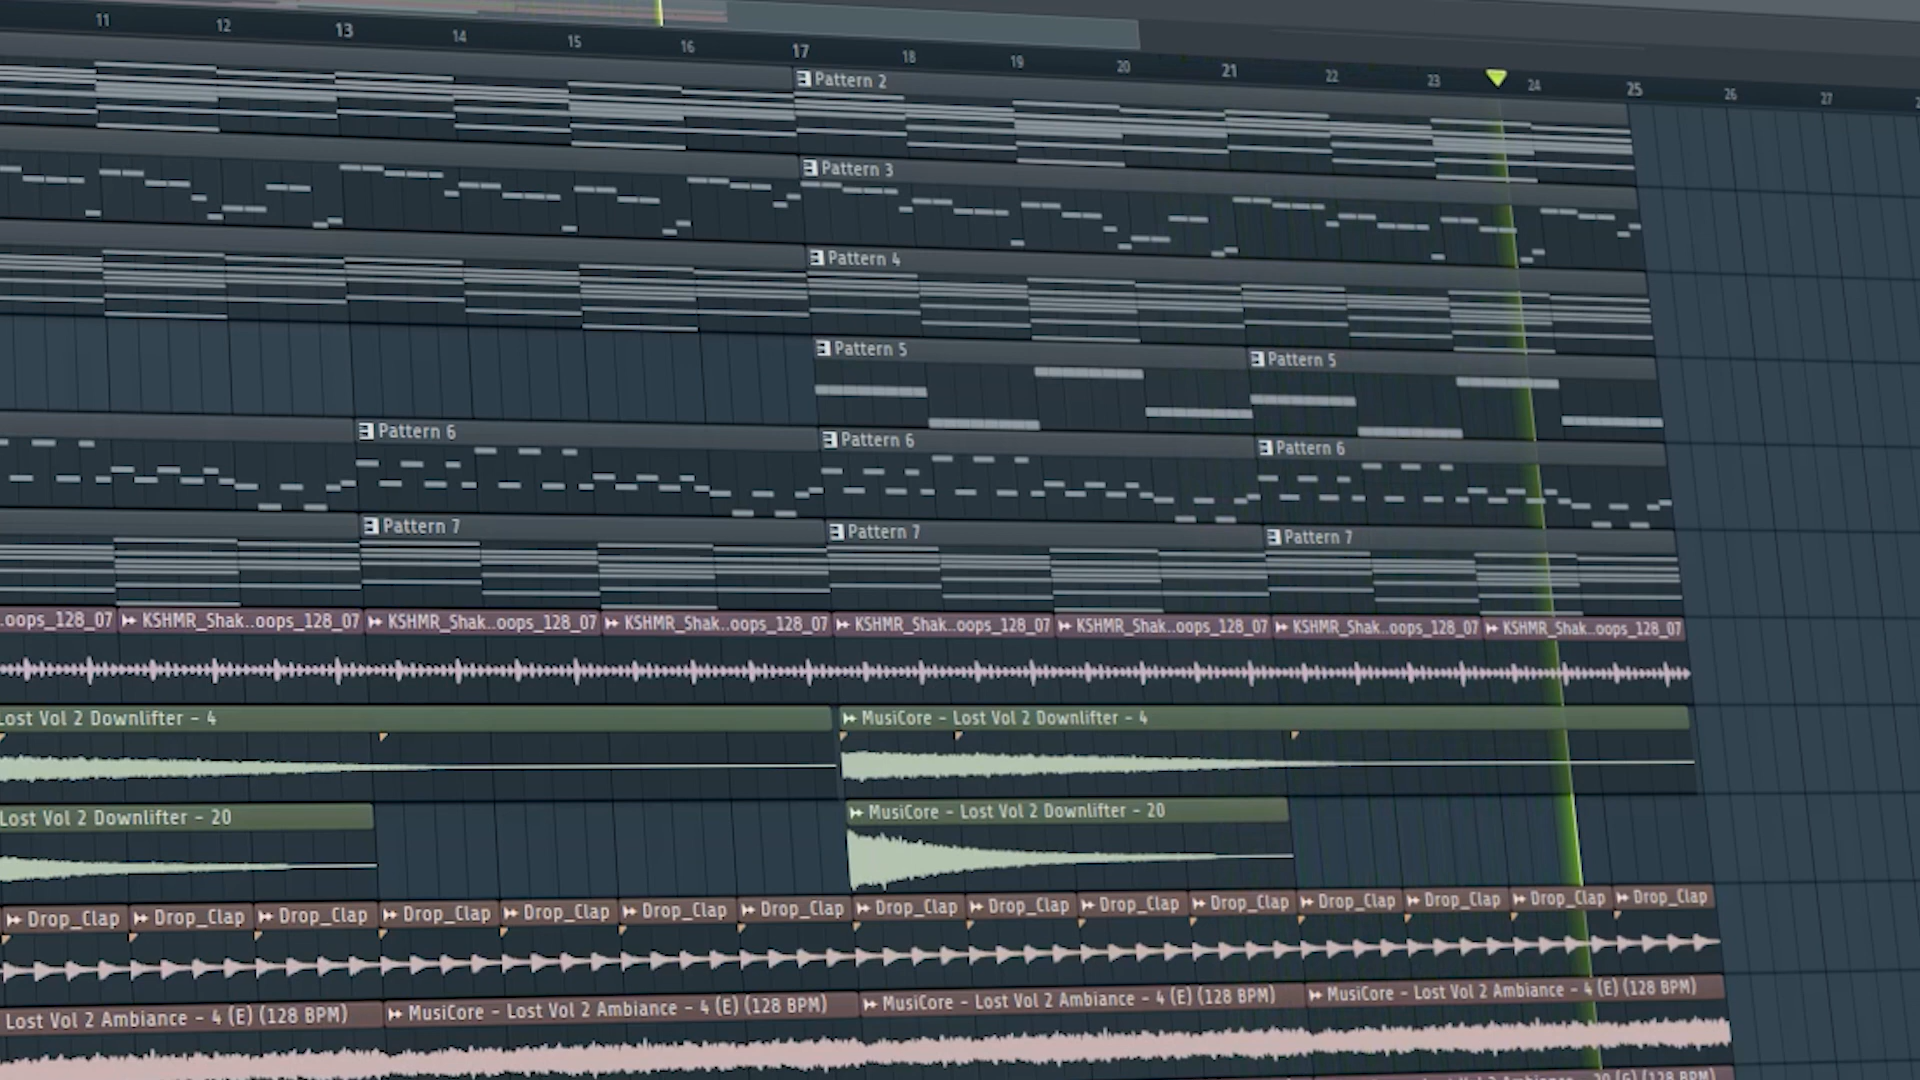 11 12 13 14 15 16 17 18 19 20 21 22 23 24 25 26 27
Pattern 2
Pattern 3
Pattern 4
Pattern 5 Pattern 5
Pattern 6 Pattern 6 Pattern 6
Pattern 7 Pattern 7 Pattern 7
..oops_128_07 KSHMR_Shak..oops_128_07 KSHMR_Shak..oops_128_07 KSHMR_Shak..oops_128_07 KSHMR_Shak..oops_128_07 KSHMR_Shak..oops_128_07 KSHMR_Shak..oops_128_07 KSHMR_Shak..oops_128_07
Lost Vol 2 Downlifter - 4 MusiCore - Lost Vol 2 Downlifter - 4
Lost Vol 2 Downlifter - 20 MusiCore - Lost Vol 2 Downlifter - 20
Drop_Clap Drop_Clap Drop_Clap Drop_Clap Drop_Clap Drop_Clap Drop_Clap Drop_Clap Drop_Clap Drop_Clap Drop_Clap Drop_Clap Drop_Clap Drop_Clap Drop_Clap
Lost Vol 2 Ambiance - 4 (E) (128 BPM) MusiCore - Lost Vol 2 Ambiance - 4 (E) (128 BPM) MusiCore - Lost Vol 2 Ambiance - 4 (E) (128 BPM) MusiCore - Lost Vol 2 Ambiance - 4 (E) (128 BPM)